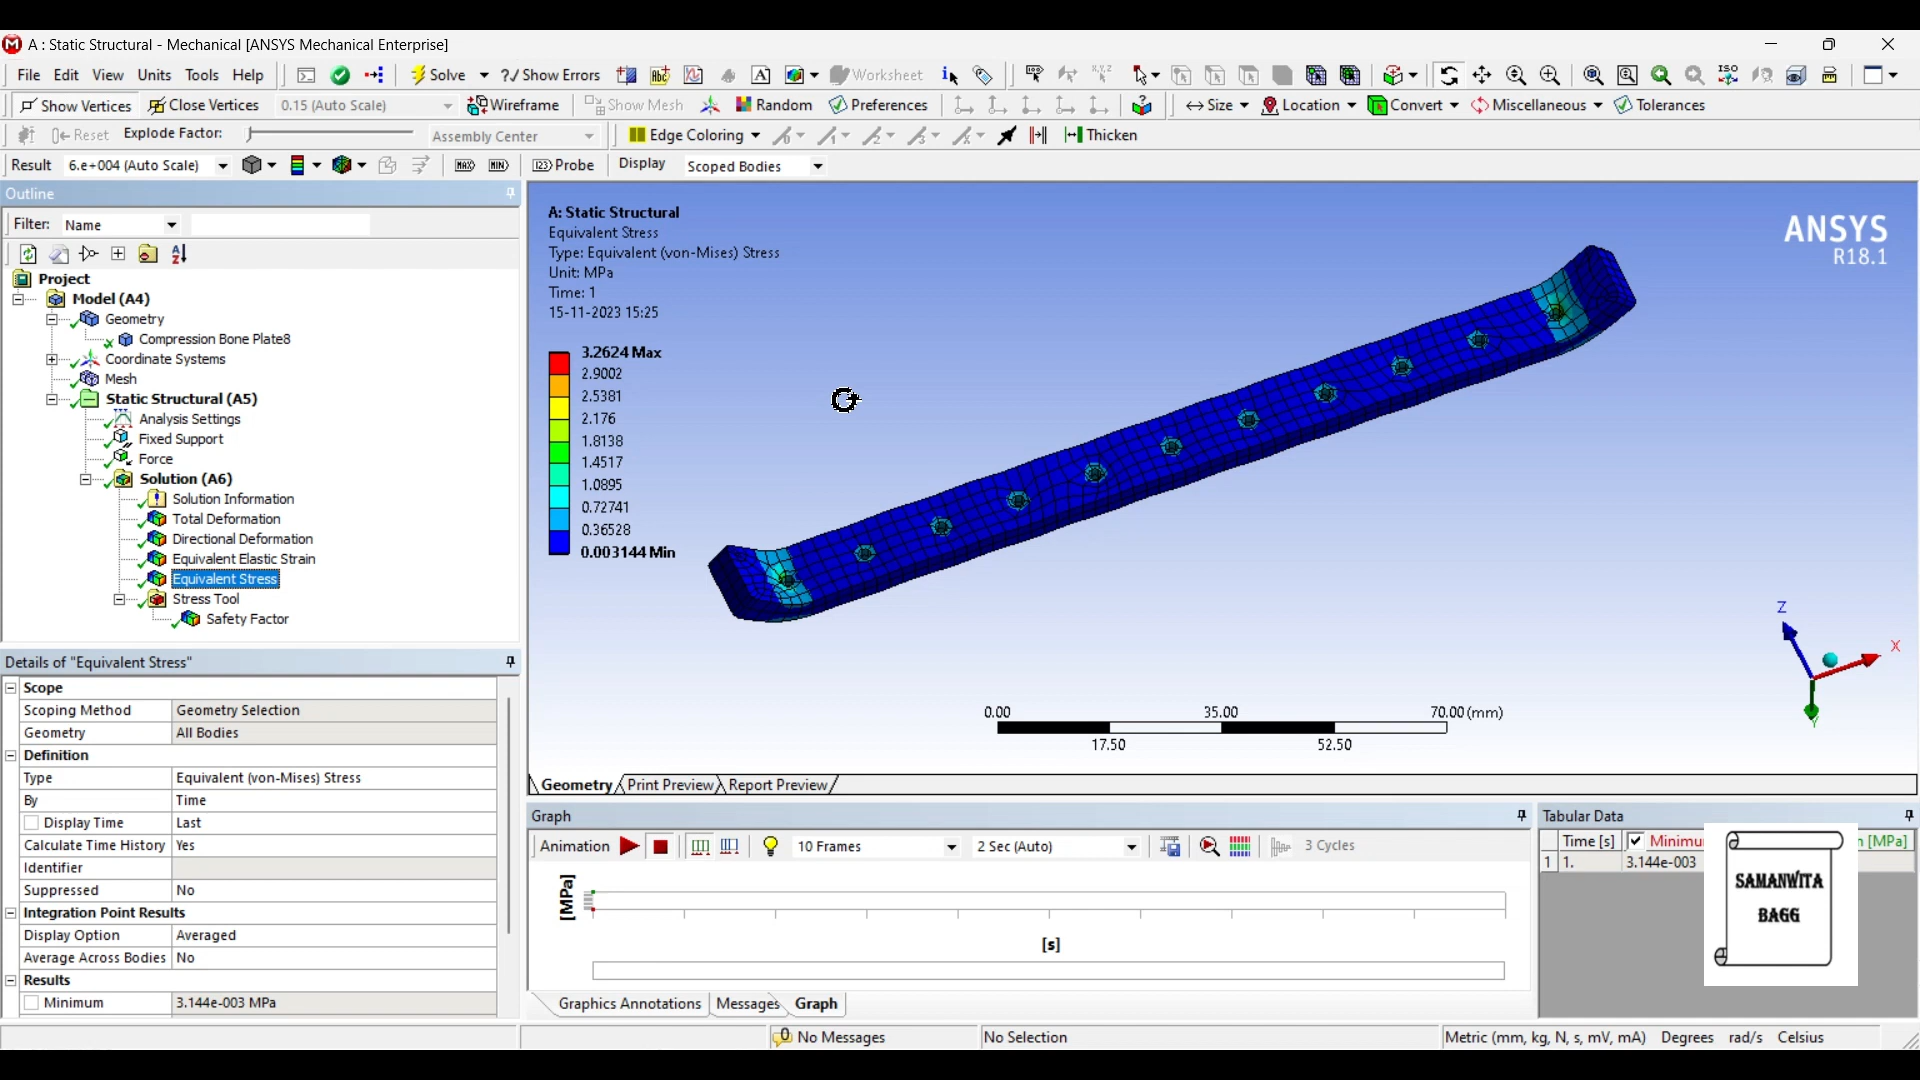 A : Static Structural - Mechanical [ANSYS Mechanical Enterprise]
File Edit View Units Tools Help Solve ?/ Show Errors Worksheet
Show Vertices Close Vertices 0.15 (Auto Scale) Wireframe Show Mesh Random Preferences Size Location Convert Miscellaneous Tolerances
Reset Explode Factor: Assembly Center Edge Coloring Thicken
Result 6.e+004 (Auto Scale) MAX MIN Probe Display Scoped Bodies
Outline
Filter: Name
Project
Model (A4)
Geometry
Compression Bone Plate8
Coordinate Systems
Mesh
Static Structural (A5)
Analysis Settings
Fixed Support
Force
Solution (A6)
Solution Information
Total Deformation
Directional Deformation
Equivalent Elastic Strain
Equivalent Stress
Stress Tool
Safety Factor
Details of "Equivalent Stress"
Scope
Scoping Method Geometry Selection
Geometry All Bodies
Definition
Type Equivalent (von-Mises) Stress
By Time
Display Time Last
Calculate Time History Yes
Identifier
Suppressed No
Integration Point Results
Display Option Averaged
Average Across Bodies No
Results
Minimum 3.144e-003 MPa
A: Static Structural
Equivalent Stress
Type: Equivalent (von-Mises) Stress
Unit: MPa
Time: 1
15-11-2023 15:25
3.2624 Max
2.9002
2.5381
2.176
1.8138
1.4517
1.0895
0.72741
0.36528
0.003144 Min
ANSYS
R18.1
Z
X
Y
0.00 35.00 70.00 (mm)
17.50 52.50
Geometry Print Preview Report Preview
Graph
Animation 10 Frames 2 Sec (Auto) 3 Cycles
[MPa]
[s]
Graphics Annotations Messages Graph
Tabular Data
Time [s] Minimu n [MPa]
1 1. 3.144e-003
SAMANWITA
BAGG
No Messages No Selection Metric (mm, kg, N, s, mV, mA) Degrees rad/s Celsius